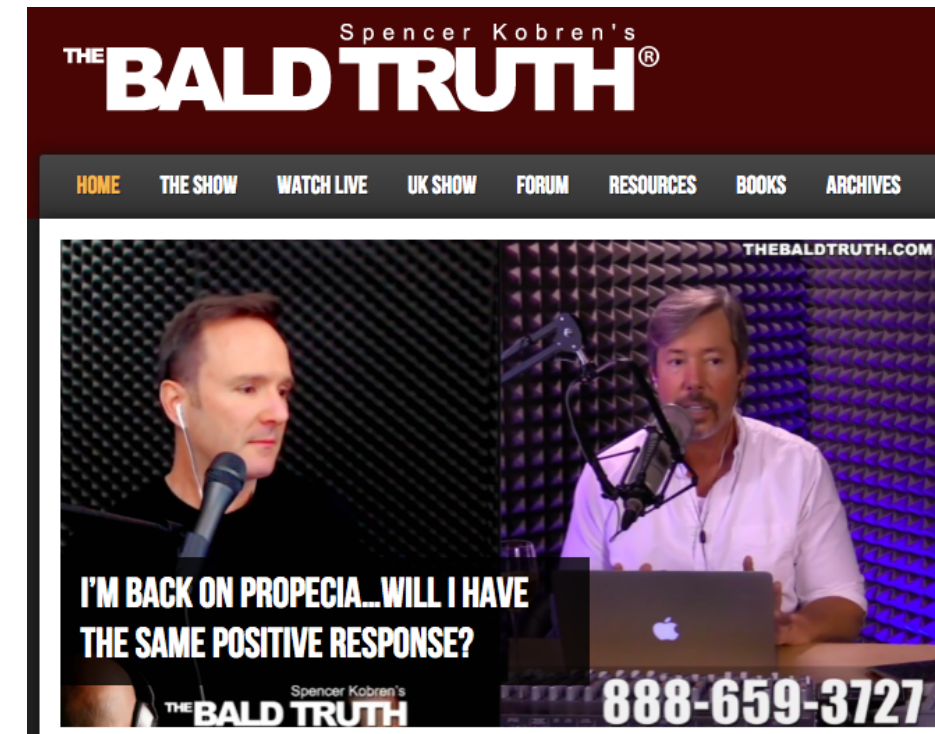 Spencer Kobren's
THE BALD TRUTH®
HOME THE SHOW WATCH LIVE UK SHOW FORUM RESOURCES BOOKS ARCHIVES
THEBALDTRUTH.COM
I'M BACK ON PROPECIA...WILL I HAVE
THE SAME POSITIVE RESPONSE?
Spencer Kobren's
THE BALD TRUTH
888-659-3727